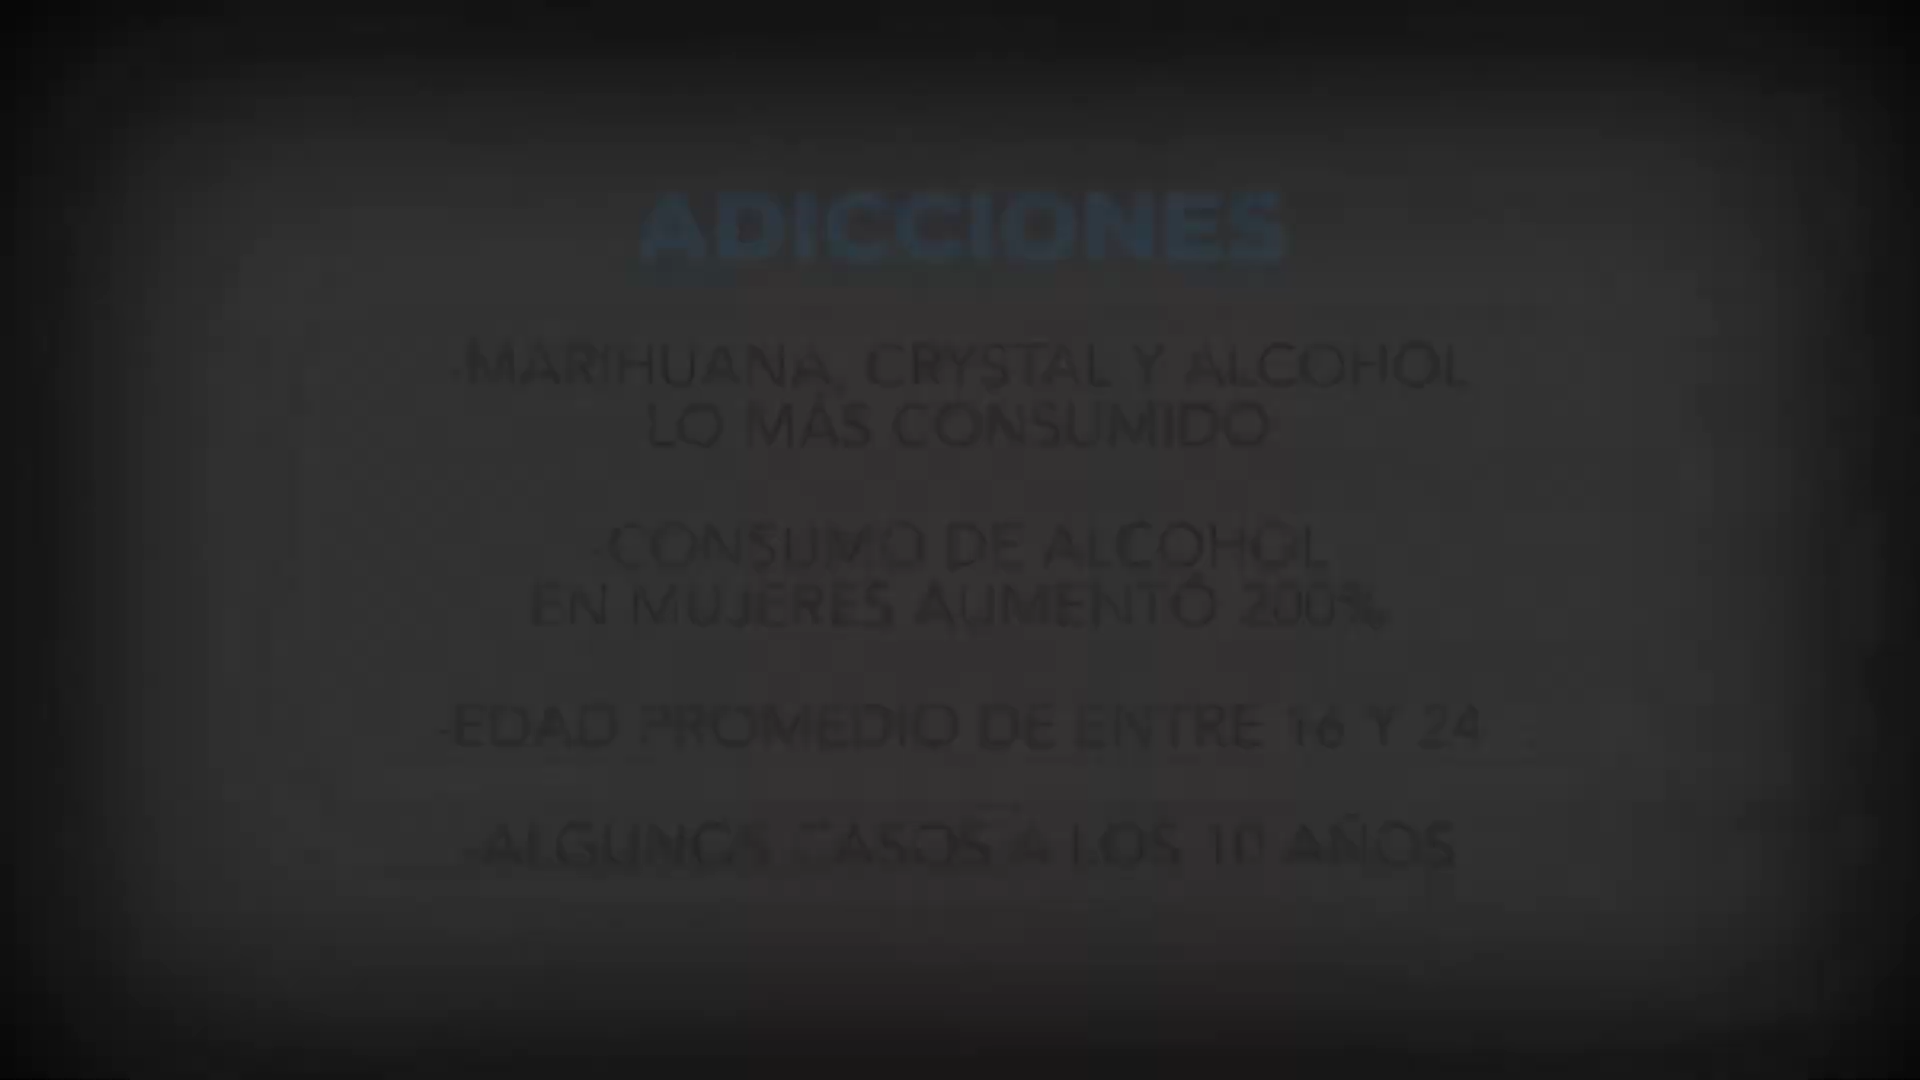 ADICCIONES
-MARIHUANA, CRYSTAL Y ALCOHOL
LO MÁS CONSUMIDO
-CONSUMO DE ALCOHOL
EN MUJERES AUMENTÓ 200%
-EDAD PROMEDIO DE ENTRE 16 Y 24
-ALGUNOS CASOS A LOS 10 AÑOS